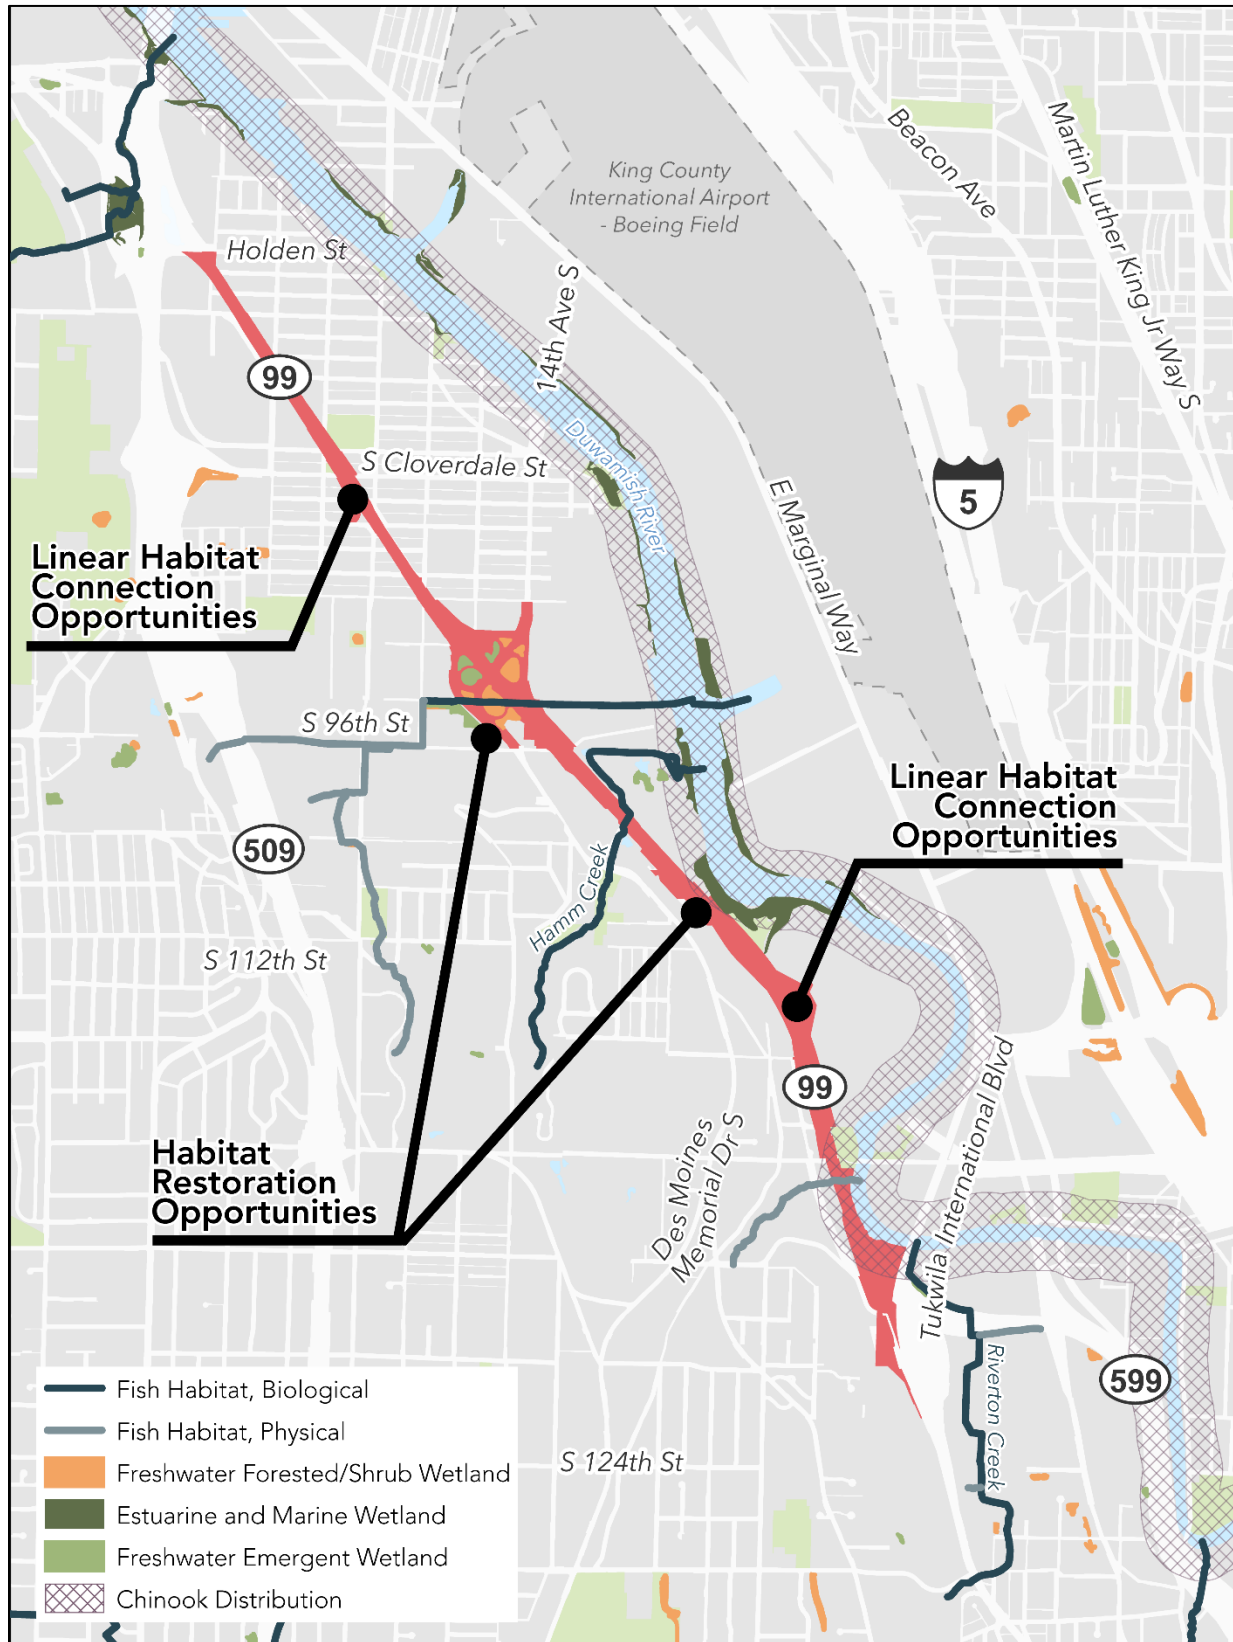 King County
International Airport
- Boeing Field
Beacon Ave
Martin Luther King Jr Way S
Holden St
14th Ave S
99
S Cloverdale St
Duwamish River
5
E Marginal Way
Linear Habitat
Connection
Opportunities
S 96th St
Linear Habitat
Connection
Opportunities
509
Hamm Creek
S 112th St
99
Tukwila International Blvd
Des Moines
Memorial Dr S
Habitat
Restoration
Opportunities
Riverton Creek
599
S 124th St
Fish Habitat, Biological
Fish Habitat, Physical
Freshwater Forested/Shrub Wetland
Estuarine and Marine Wetland
Freshwater Emergent Wetland
Chinook Distribution